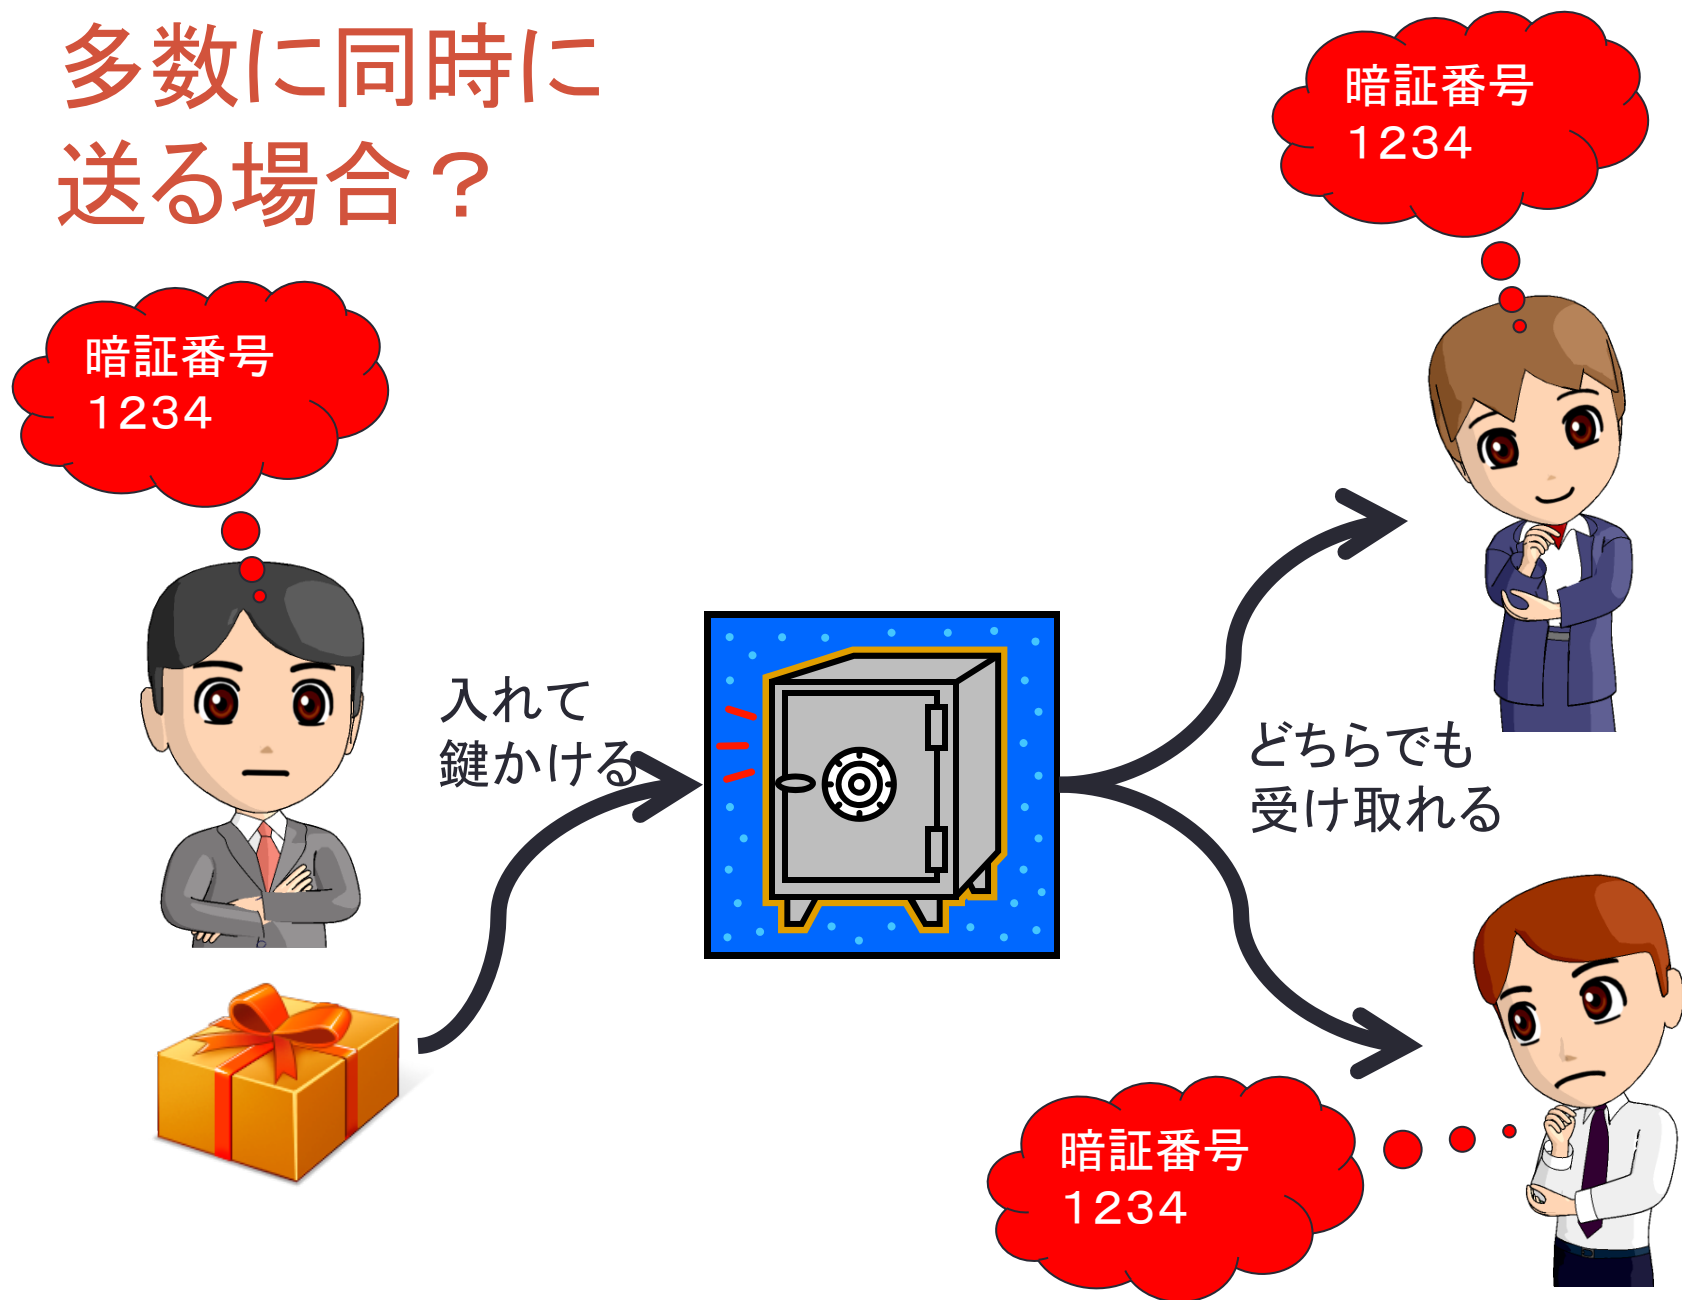 多数に同時に
送る場合？
暗証番号
１２３４
暗証番号
１２３４
入れて
鍵かける
どちらでも
受け取れる
暗証番号
１２３４